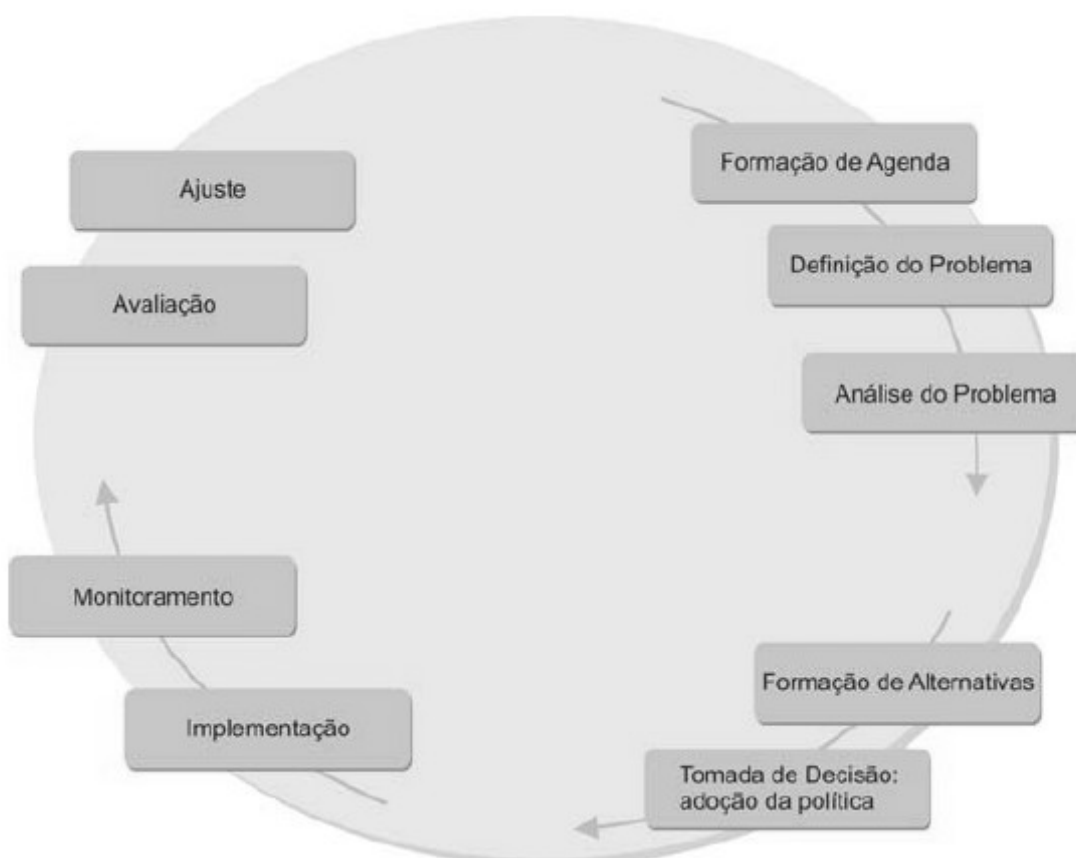 Formação de Agenda
Definição do Problema
Análise do Problema
Formação de Alternativas
Tomada de Decisão:
adoção da política
Implementação
Monitoramento
Avaliação
Ajuste